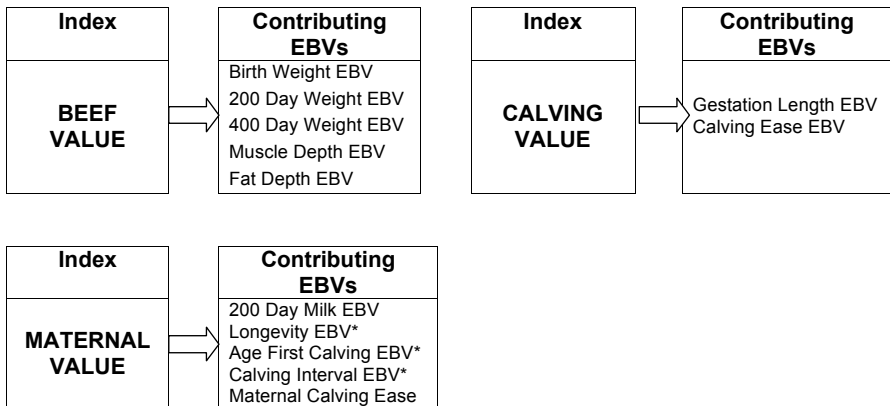 Index
Contributing
EBVs
BEEF
VALUE
Birth Weight EBV
200 Day Weight EBV
400 Day Weight EBV
Muscle Depth EBV
Fat Depth EBV
Index
Contributing
EBVs
CALVING
VALUE
Gestation Length EBV
Calving Ease EBV
Index
Contributing
EBVs
MATERNAL
VALUE
200 Day Milk EBV
Longevity EBV*
Age First Calving EBV*
Calving Interval EBV*
Maternal Calving Ease